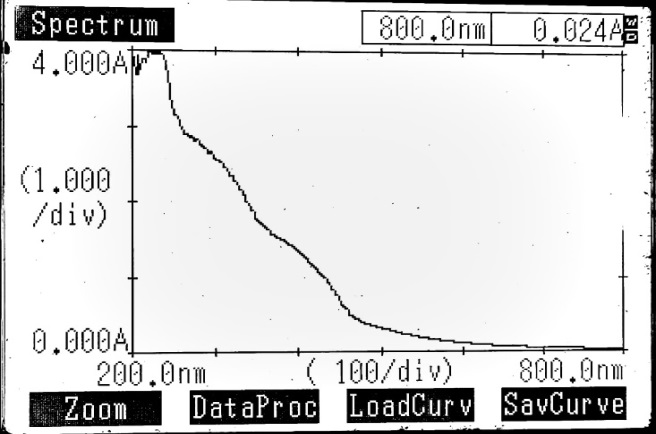 Spectrum 800.0nm 0.024A
4.000A
(1.000
/div)
0.000A
200.0nm ( 100/div) 800.0nm
Zoom DataProc LoadCurv SavCurve